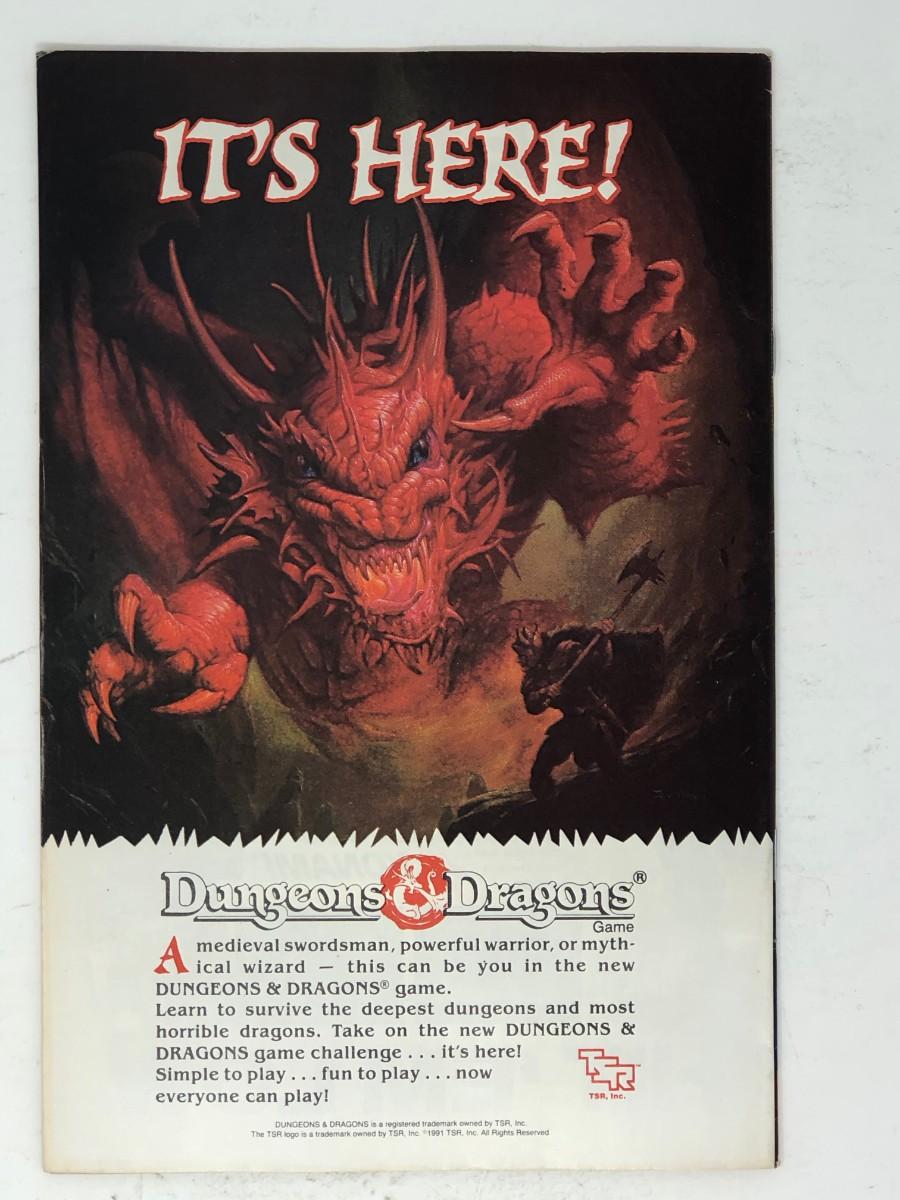 IT'S HERE!
Dungeons & Dragons®
Game
A medieval swordsman, powerful warrior, or myth-
ical wizard — this can be you in the new
DUNGEONS & DRAGONS® game.
Learn to survive the deepest dungeons and most
horrible dragons. Take on the new DUNGEONS &
DRAGONS game challenge . . . it's here!
Simple to play . . . fun to play . . . now
everyone can play!
TSR™
TSR, Inc.
DUNGEONS & DRAGONS is a registered trademark owned by TSR, Inc.
The TSR logo is a trademark owned by TSR, Inc. ©1991 TSR, Inc. All Rights Reserved